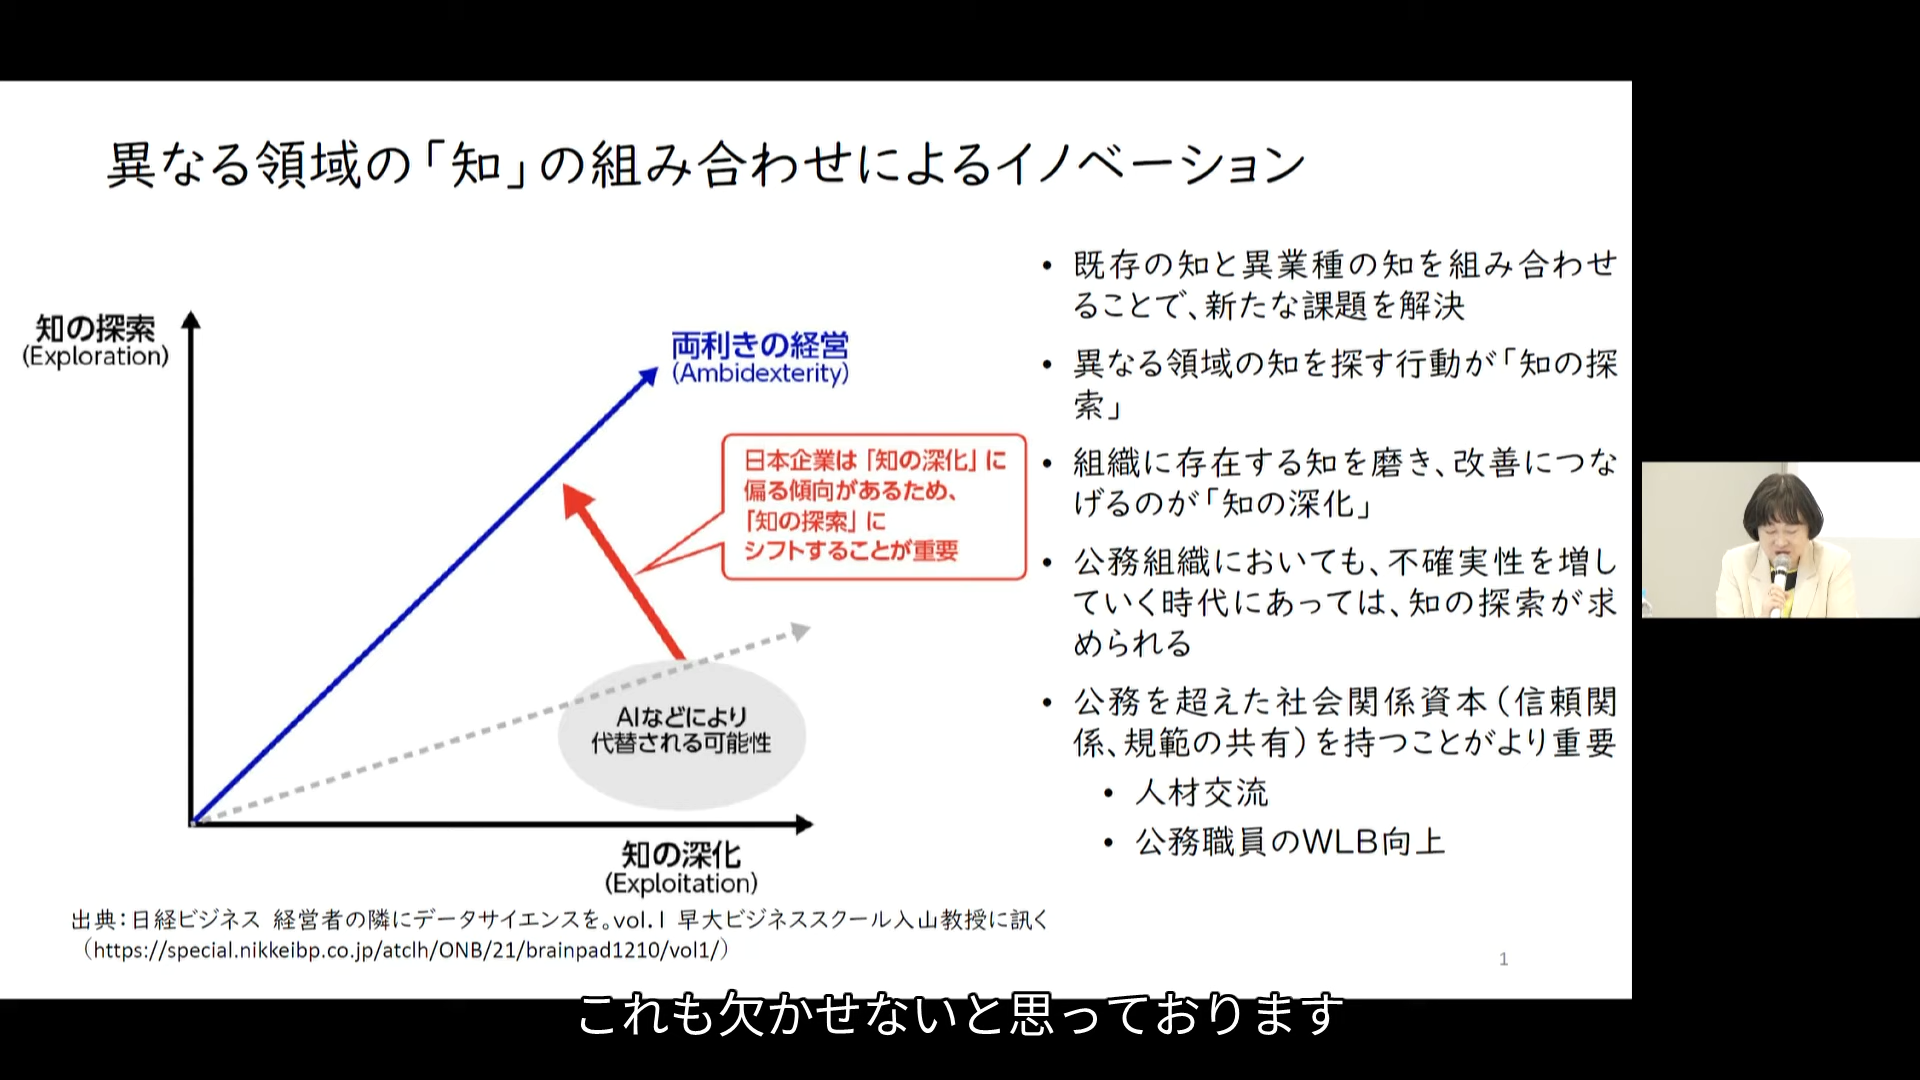 異なる領域の「知」の組み合わせによるイノベーション
知の探索
(Exploration)
両利きの経営
(Ambidexterity)
日本企業は「知の深化」に
偏る傾向があるため、
「知の探索」に
シフトすることが重要
AIなどにより
代替される可能性
知の深化
(Exploitation)
• 既存の知と異業種の知を組み合わせ
ることで、新たな課題を解決
• 異なる領域の知を探す行動が「知の探
索」
• 組織に存在する知を磨き、改善につな
げるのが「知の深化」
• 公務組織においても、不確実性を増し
ていく時代にあっては、知の探索が求
められる
• 公務を超えた社会関係資本（信頼関
係、規範の共有）を持つことがより重要
• 人材交流
• 公務職員のWLB向上
出典：日経ビジネス 経営者の隣にデータサイエンスを。vol.1 早大ビジネススクール入山教授に訊く
（https://special.nikkeibp.co.jp/atclh/ONB/21/brainpad1210/vol1/）
1
これも欠かせないと思っております